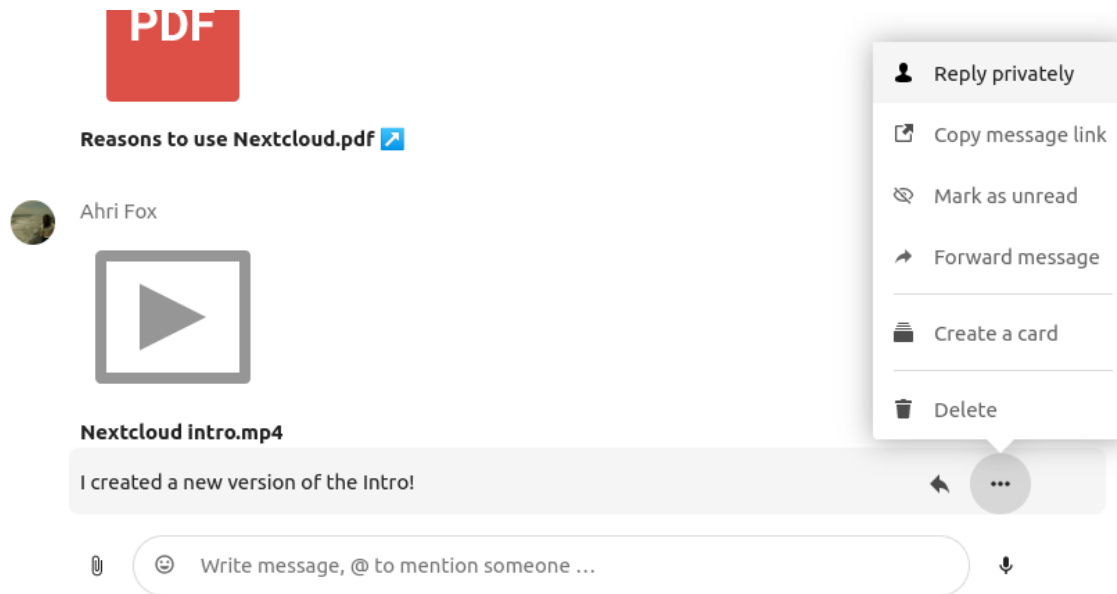 PDF
Reasons to use Nextcloud.pdf ↗️
Ahri Fox
Nextcloud intro.mp4
I created a new version of the Intro!
Write message, @ to mention someone …
Reply privately
Copy message link
Mark as unread
Forward message
Create a card
Delete